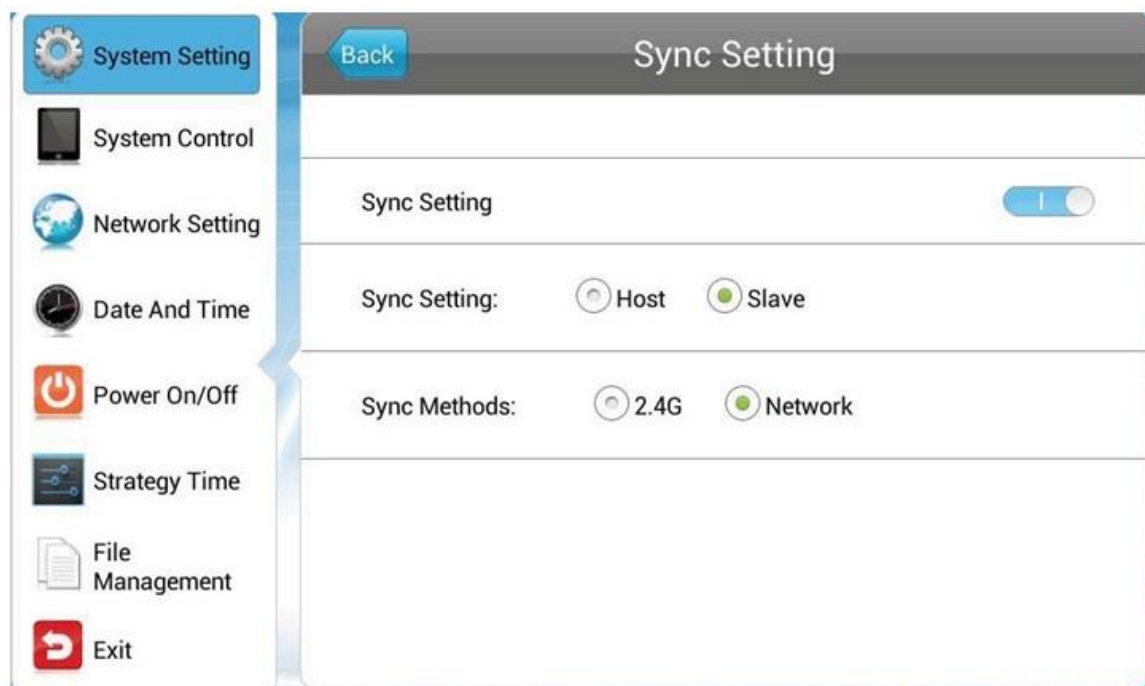 System Setting
System Control
Network Setting
Date And Time
Power On/Off
Strategy Time
File
Management
Exit
Back
Sync Setting
Sync Setting
Sync Setting:
Host
Slave
Sync Methods:
2.4G
Network